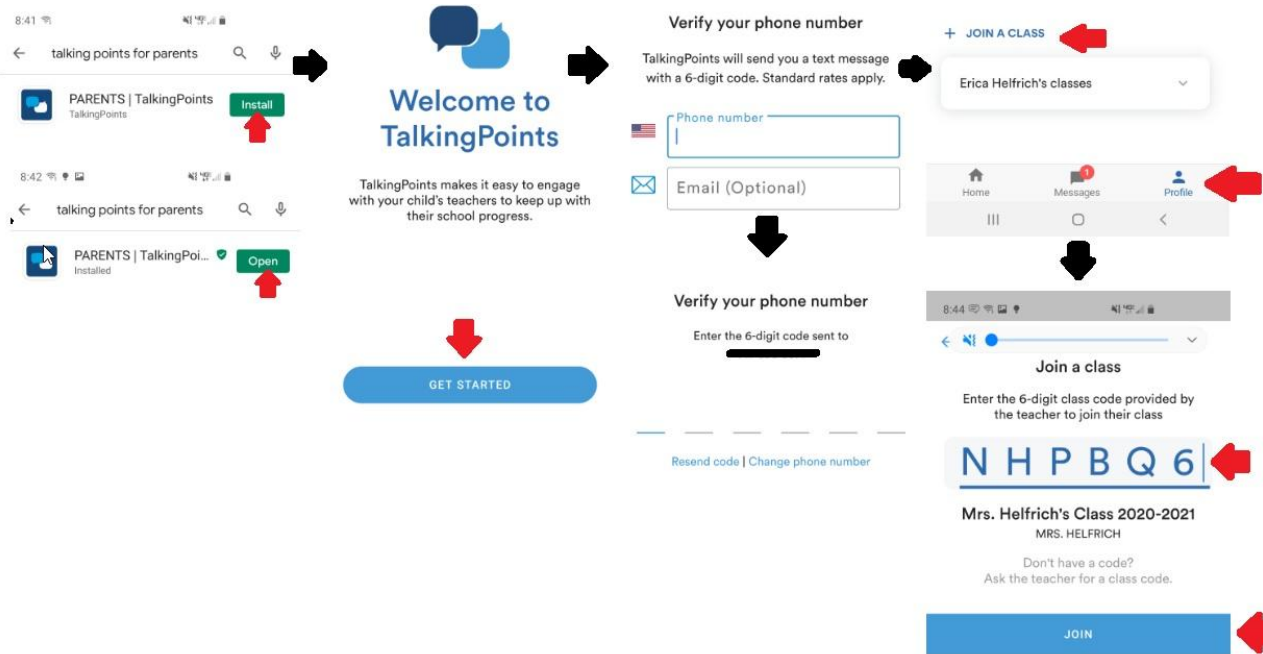 8:41
talking points for parents
PARENTS | TalkingPoints
TalkingPoints
Install
8:42
talking points for parents
PARENTS | TalkingPoi...
Installed
Open
Welcome to
TalkingPoints
TalkingPoints makes it easy to engage
with your child's teachers to keep up with
their school progress.
GET STARTED
Verify your phone number
TalkingPoints will send you a text message
with a 6-digit code. Standard rates apply.
Phone number
Email (Optional)
Verify your phone number
Enter the 6-digit code sent to
Resend code | Change phone number
+ JOIN A CLASS
Erica Helfrich's classes
1
Home Messages Profile
8:44
Join a class
Enter the 6-digit class code provided by
the teacher to join their class
N H P B Q 6
Mrs. Helfrich's Class 2020-2021
MRS. HELFRICH
Don't have a code?
Ask the teacher for a class code.
JOIN